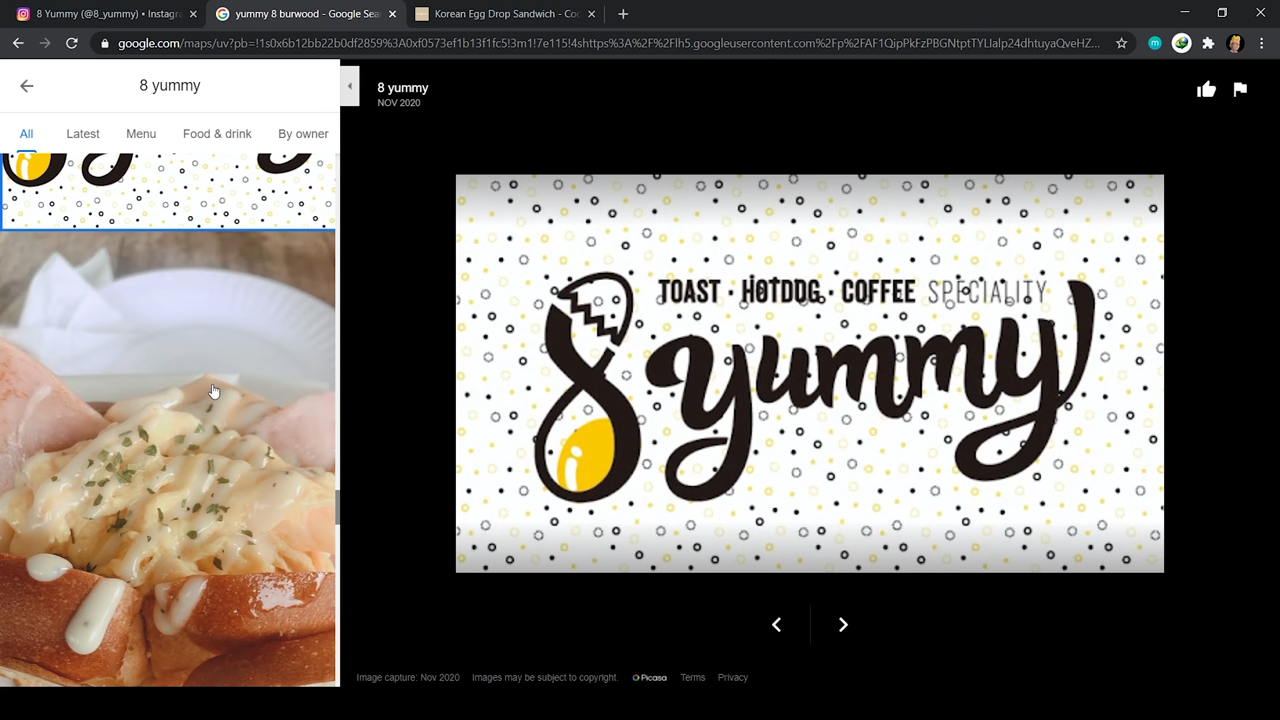 8 Yummy (@8_yummy) • Instagra
yummy 8 burwood - Google Sea
Korean Egg Drop Sandwich - Coo
google.com/maps/uv?pb=!1s0x6b12bb22b0df2859%3A0xf0573ef1b13f1fc5!3m1!7e115!4shttps%3A%2F%2Flh5.googleusercontent.com%2Fp%2FAF1QipPkFzPBGNtptTYLIalp24dhtuyaQveHZ...
8 yummy
All
Latest
Menu
Food & drink
By owner
8 yummy
NOV 2020
TOAST · HOTDOG · COFFEE SPECIALITY
8 yummy
Image capture: Nov 2020
Images may be subject to copyright.
Picasa
Terms
Privacy